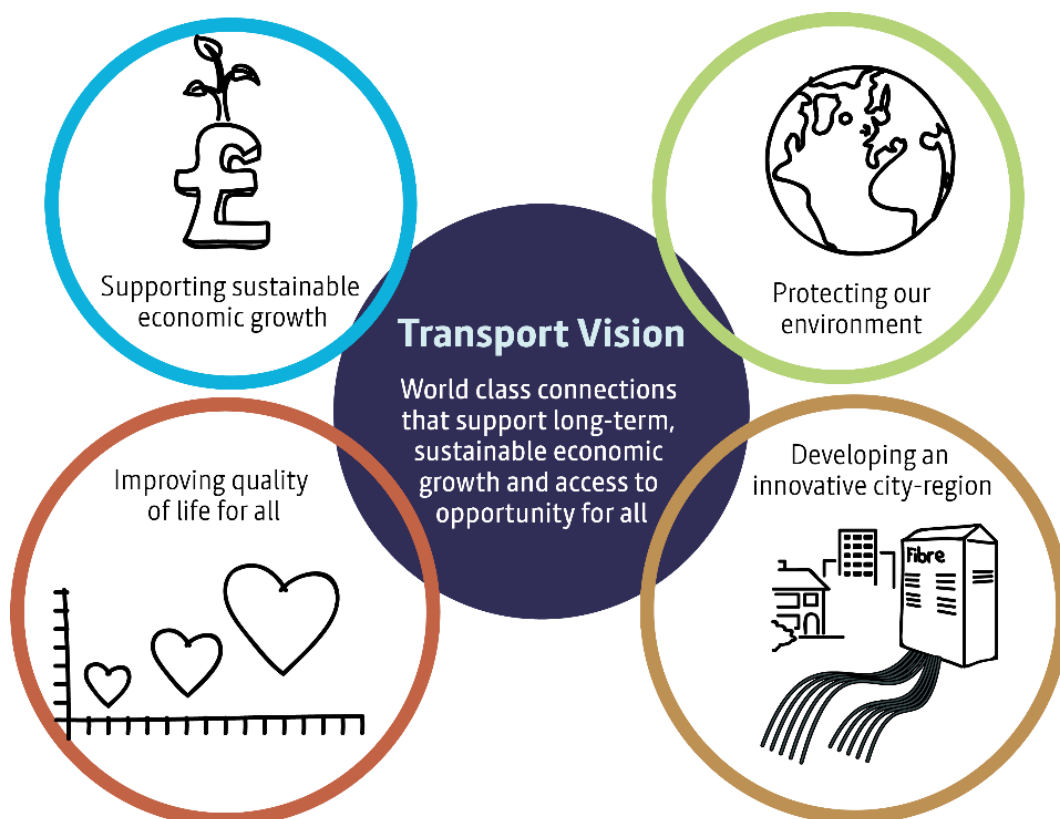 Supporting sustainable
economic growth
Protecting our
environment
Transport Vision
World class connections
that support long-term,
sustainable economic
growth and access to
opportunity for all
Improving quality
of life for all
Developing an
innovative city-region
Fibre
£